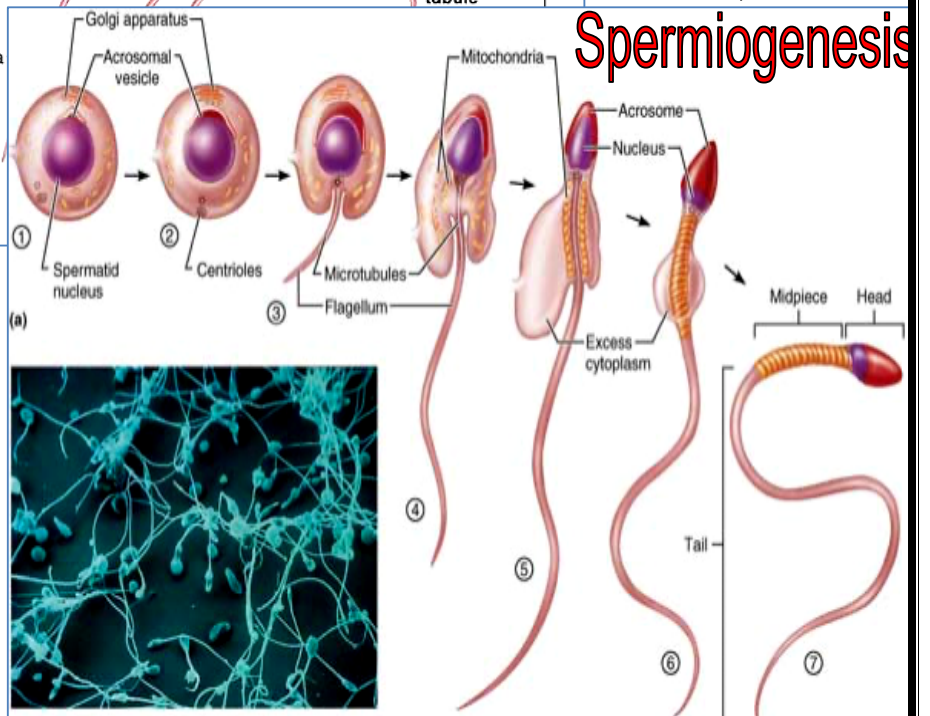 tubule
Spermiogenesis
Golgi apparatus
Acrosomal
vesicle
Mitochondria
Acrosome
Nucleus
1
2
Spermatid
nucleus
Centrioles
Microtubules
3
Flagellum
(a)
Excess
cytoplasm
Midpiece
Head
4
5
Tail
6
7